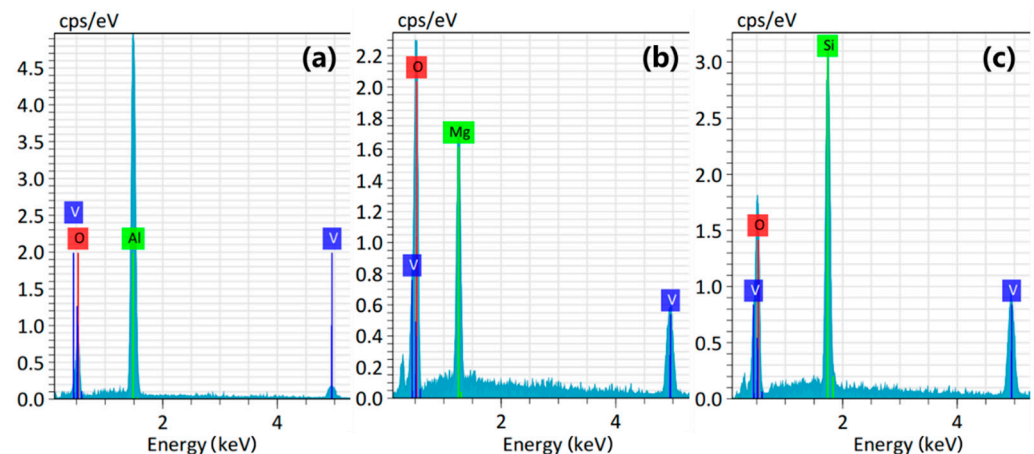 cps/eV
(a)
4.5
4.0
3.5
3.0
2.5
2.0
1.5
1.0
0.5
0.0
V
O
Al
V
2
4
Energy (keV)
cps/eV
(b)
2.2
2.0
1.8
1.6
1.4
1.2
1.0
0.8
0.6
0.4
0.2
0.0
O
Mg
V
V
2
4
Energy (keV)
cps/eV
(c)
3.0
2.5
2.0
1.5
1.0
0.5
0.0
Si
O
V
V
2
4
Energy (keV)